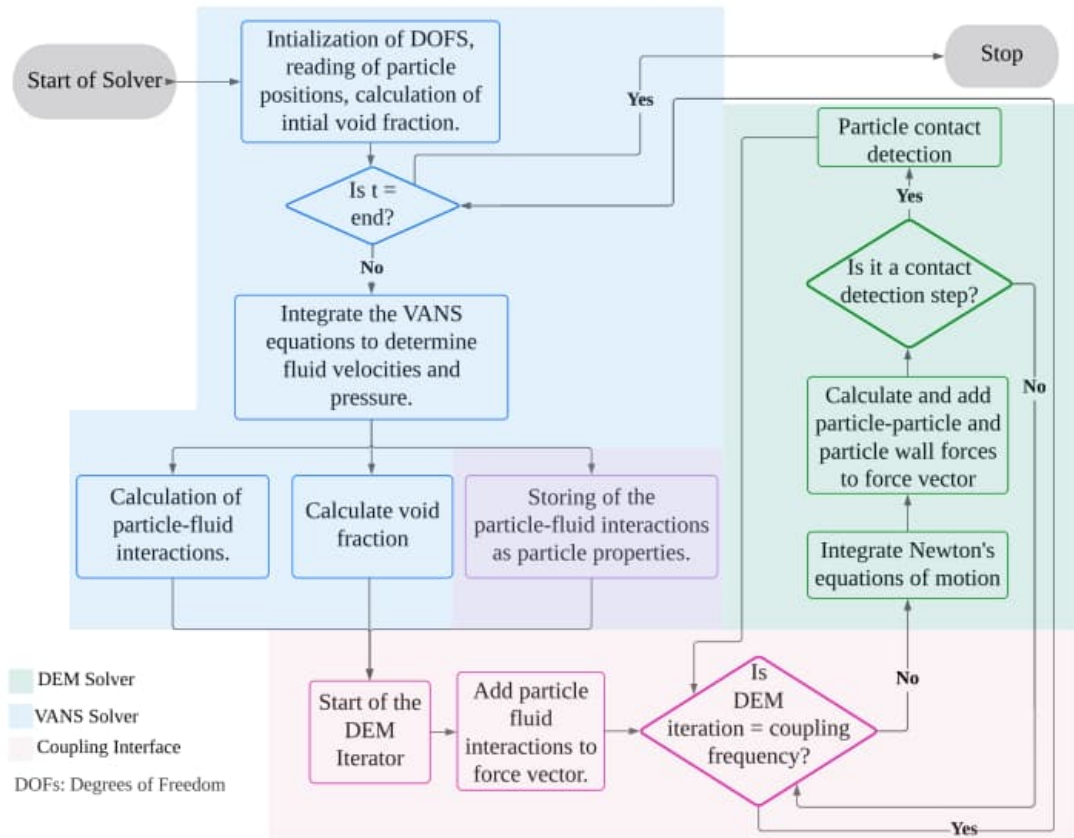 Start of Solver
Intialization of DOFS,
reading of particle
positions, calculation of
intial void fraction.
Stop
Yes
Is t =
end?
No
Integrate the VANS
equations to determine
fluid velocities and
pressure.
Calculation of
particle-fluid
interactions.
Calculate void
fraction
Storing of the
particle-fluid interactions
as particle properties.
Particle contact
detection
Yes
Is it a contact
detection step?
No
Calculate and add
particle-particle and
particle wall forces
to force vector
Integrate Newton's
equations of motion
No
Start of the
DEM
Iterator
Add particle
fluid
interactions to
force vector.
Is
DEM
iteration = coupling
frequency?
Yes
DEM Solver
VANS Solver
Coupling Interface
DOFs: Degrees of Freedom